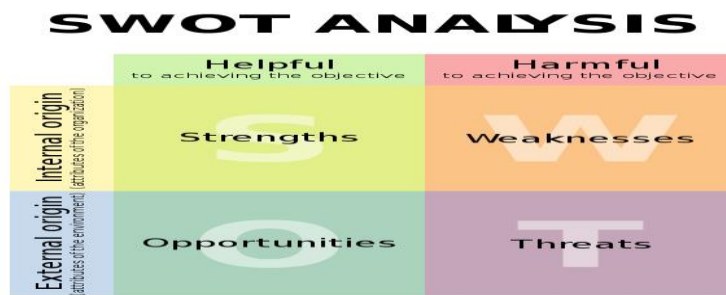 SWOT ANALYSIS
Helpful
to achieving the objective
Harmful
to achieving the objective
Internal origin
(attributes of the organization)
S
Strengths
W
Weaknesses
External origin
(attributes of the environment)
O
Opportunities
T
Threats